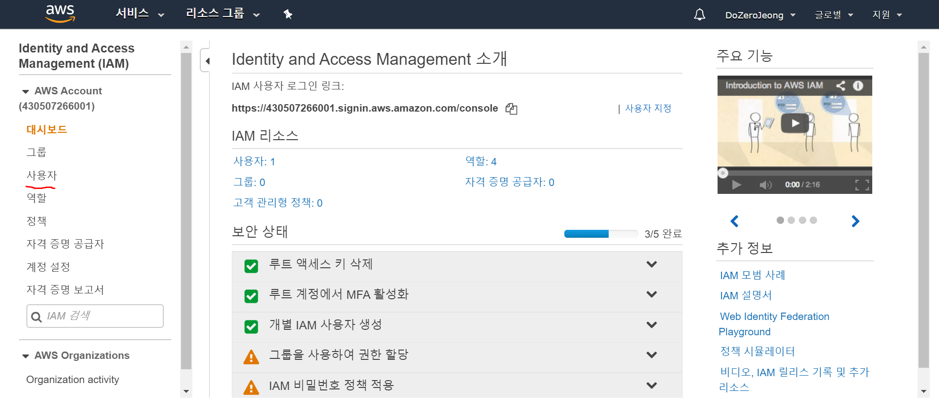 aws 서비스 리소스 그룹 DoZeroJeong 글로벌 지원
Identity and Access
Management (IAM)
AWS Account
(430507266001)
대시보드
그룹
사용자
역할
정책
자격 증명 공급자
계정 설정
자격 증명 보고서
IAM 검색
AWS Organizations
Organization activity
Identity and Access Management 소개
IAM 사용자 로그인 링크:
https://430507266001.signin.aws.amazon.com/console | 사용자 지정
IAM 리소스
사용자: 1 역할: 4
그룹: 0 자격 증명 공급자: 0
고객 관리형 정책: 0
보안 상태 3/5 완료
루트 액세스 키 삭제
루트 계정에서 MFA 활성화
개별 IAM 사용자 생성
그룹을 사용하여 권한 할당
IAM 비밀번호 정책 적용
주요 기능
Introduction to AWS IAM
0:00 / 2:16
추가 정보
IAM 모범 사례
IAM 설명서
Web Identity Federation
Playground
정책 시뮬레이터
비디오, IAM 릴리스 기록 및 추가
리소스